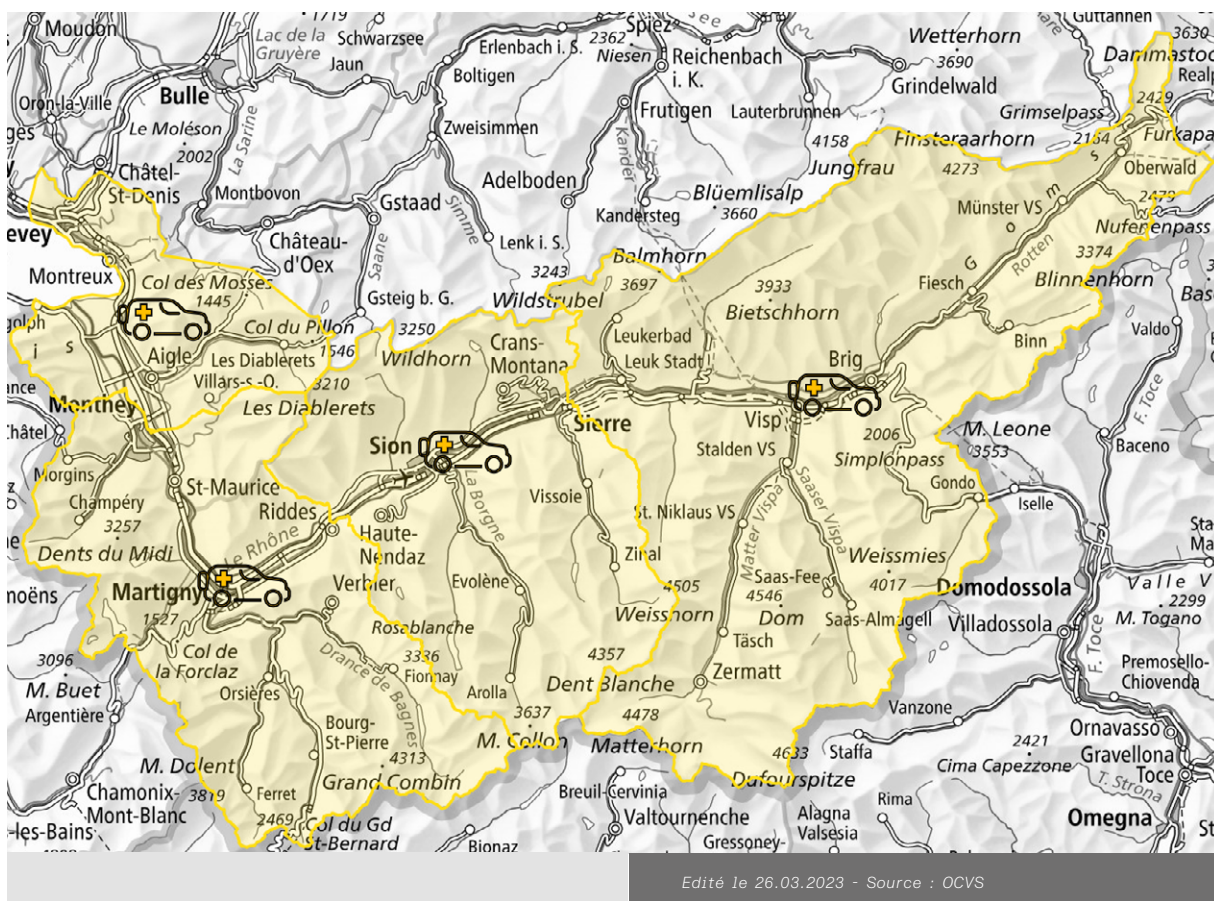 Moudon
1719
Lac de la
Gruyère
Schwarzsee
Jaun
Erlenbach i. S.
Boltigen
2362
Niesen
Spiez
Reichenbach
i. K.
Wetterhorn
3690
Grindelwald
Guttannen
3630
Dammastoc
Realp
Oron-la-Ville
Bulle
Le Moléson
2002
La Sarine
Zweisimmen
Frutigen
Lauterbrunnen
Grimselpass
2164
2429
Furkapa
Châtel-
St-Denis
Montbovon
Gstaad
Adelboden
Kander
4158
Jungfrau
Finsteraarhorn
4273
Oberwald
Blüemlisalp
3660
Kandersteg
Simme
Saane
Lenk i. S.
Château-
d'Oex
Münster VS
2479
Nufenenpass
3374
Blinnenhorn
Rotten
G o m s
evey
Montreux
Col des Mosses
1445
Gsteig b. G.
3243
Wildstrubel
Balmhorn
3697
3933
Bietschhorn
Fiesch
Binn
Valdo
Col du Pillon
1546
3250
Wildhorn
Crans-
Montana
Leukerbad
Leuk Stadt
Brig
Aigle
Les Diablerets
Villars-s.-O.
3210
Les Diablerets
Monthey
Châtel
Morgins
Champéry
3257
Dents du Midi
St-Maurice
Riddes
Sion
Sierre
Visp
Stalden VS
2006
Simplonpass
M. Leone
3553
Gondo
Iselle
Baceno
F. Toce
La Borgne
Vissoie
St. Niklaus VS
Saaser Vispa
Matter Vispa
Haute-
Nendaz
Le Rhône
Verbier
Evolène
Zinal
Weissmies
4017
Domodossola
Valle V
2299
M. Togano
Martigny
1527
Col de
la Forclaz
Rosablanche
3336
Fionnay
4505
Weisshorn
Saas-Fee
4546
Dom
Saas-Almagell
Villadossola
moëns
3096
M. Buet
Argentière
Orsières
Drance de Bagnes
Arolla
4357
Dent Blanche
Täsch
Zermatt
F. Toce
Premosello-
Chiovenda
Bourg-
St-Pierre
3637
M. Collon
4478
Matterhorn
Vanzone
Staffa
Ornavasso
Gravellona
Toce
M. Dolent
3819
4313
Grand Combin
4633
Dufourspitze
2421
Cima Capezzone
T. Strona
Chamonix-
Mont-Blanc
Ferret
2469
Col du Gd
St-Bernard
Breuil-Cervinia
Valtournenche
Alagna
Valsesia
Rima
Omegna
-les-Bains
Bionaz
Gressoney-
Edité le 26.03.2023 - Source : OCVS